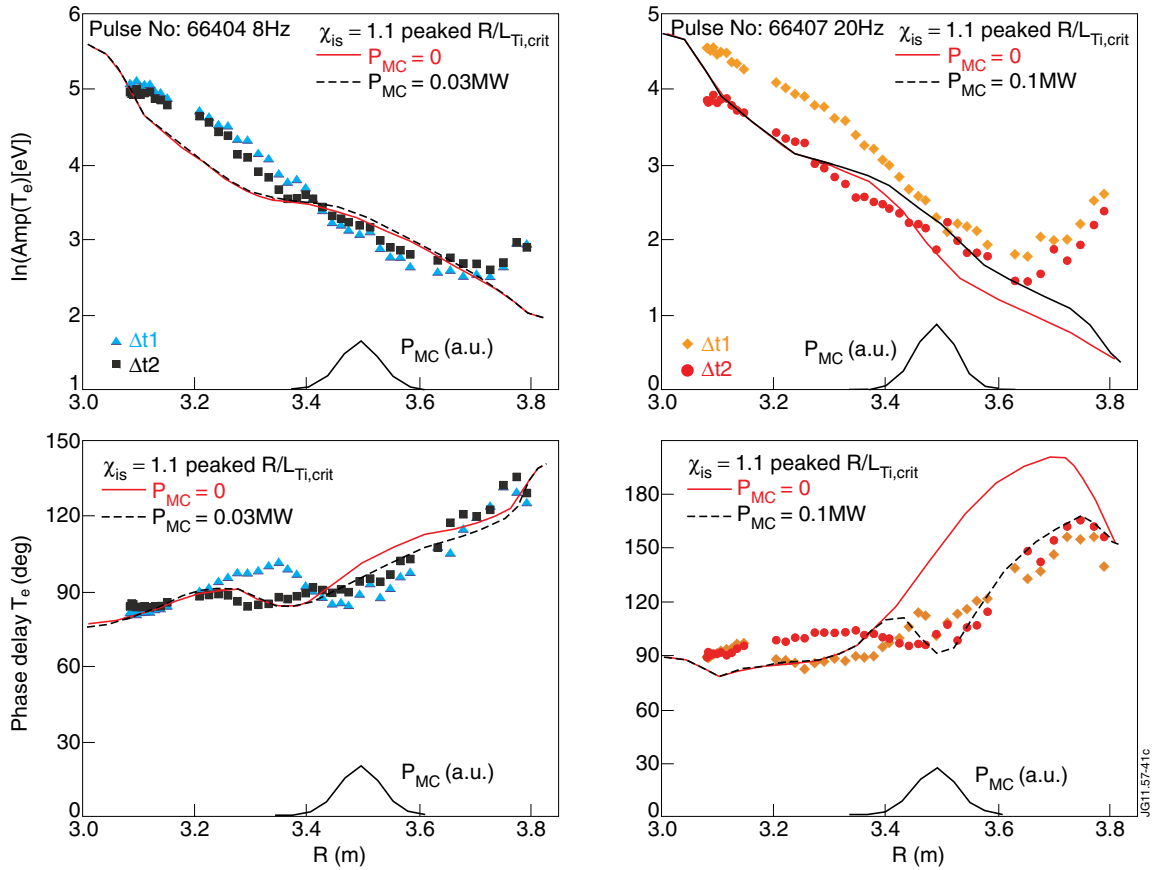 Pulse No: 66404 8Hz
χis = 1.1 peaked R/LTi,crit
PMC = 0
PMC = 0.03MW
ln(Amp(Te)[eV])
6
5
4
3
2
1
Δt1
Δt2
PMC (a.u.)
3.0
3.2
3.4
3.6
3.8
Pulse No: 66407 20Hz
χis = 1.1 peaked R/LTi,crit
PMC = 0
PMC = 0.1MW
5
4
3
2
1
0
Δt1
Δt2
PMC (a.u.)
3.0
3.2
3.4
3.6
3.8
χis = 1.1 peaked R/LTi,crit
PMC = 0
PMC = 0.03MW
Phase delay Te (deg)
150
120
90
60
30
0
PMC (a.u.)
3.0
3.2
3.4
3.6
3.8
R (m)
χis = 1.1 peaked R/LTi,crit
PMC = 0
PMC = 0.1MW
180
150
120
90
60
30
0
PMC (a.u.)
3.0
3.2
3.4
3.6
3.8
R (m)
JG11.57-41c